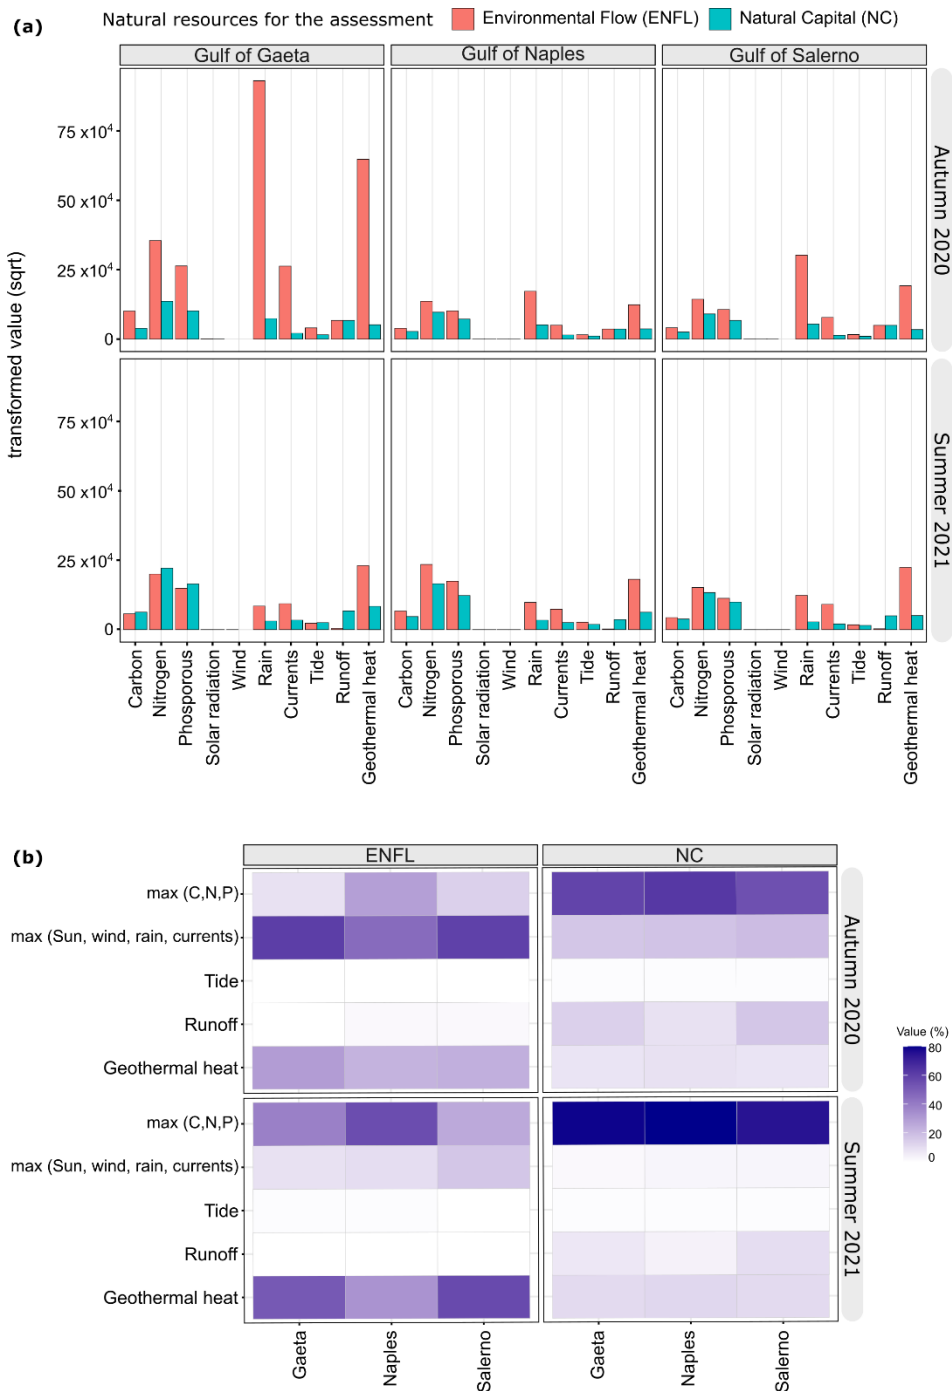 (a)
Natural resources for the assessment Environmental Flow (ENFL) Natural Capital (NC)
Gulf of Gaeta Gulf of Naples Gulf of Salerno
transformed value (sqrt)
75 x10⁴
50 x10⁴
25 x10⁴
0
Autumn 2020
75 x10⁴
50 x10⁴
25 x10⁴
0
Summer 2021
Carbon Nitrogen Phosporous Solar radiation Wind Rain Currents Tide Runoff Geothermal heat
Carbon Nitrogen Phosporous Solar radiation Wind Rain Currents Tide Runoff Geothermal heat
Carbon Nitrogen Phosporous Solar radiation Wind Rain Currents Tide Runoff Geothermal heat
(b)
ENFL NC
max (C,N,P)
max (Sun, wind, rain, currents)
Tide
Runoff
Geothermal heat
Autumn 2020
max (C,N,P)
max (Sun, wind, rain, currents)
Tide
Runoff
Geothermal heat
Summer 2021
Gaeta Naples Salerno Gaeta Naples Salerno
Value (%)
80
60
40
20
0